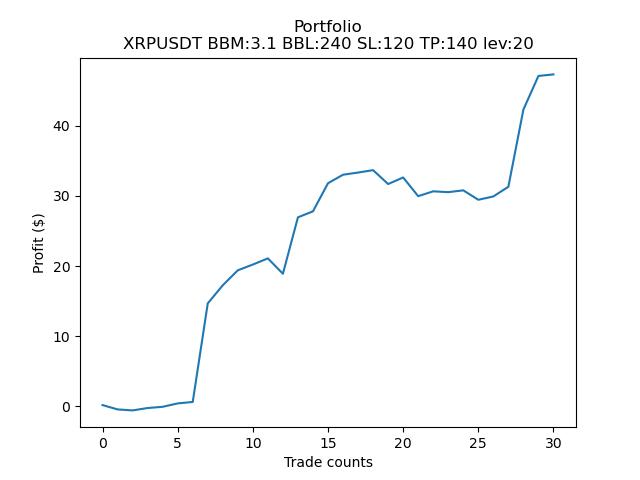 Portfolio
XRPUSDT BBM:3.1 BBL:240 SL:120 TP:140 lev:20
Profit ($)
40
30
20
10
0
0 5 10 15 20 25 30
Trade counts